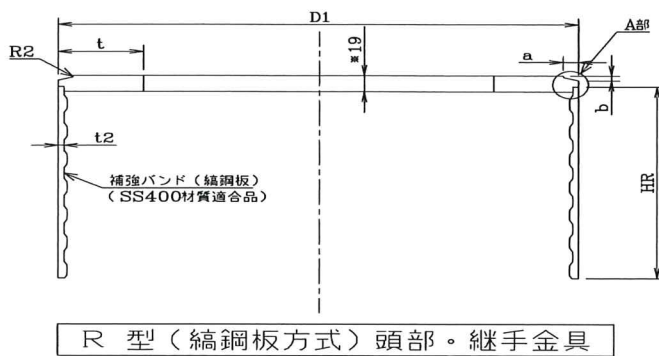 D1
A部
R2
t
※19
a
b
t2
HR
補強バンド（縞鋼板）
（SS400材質適合品）
R 型（縞鋼板方式）頭部・継手金具